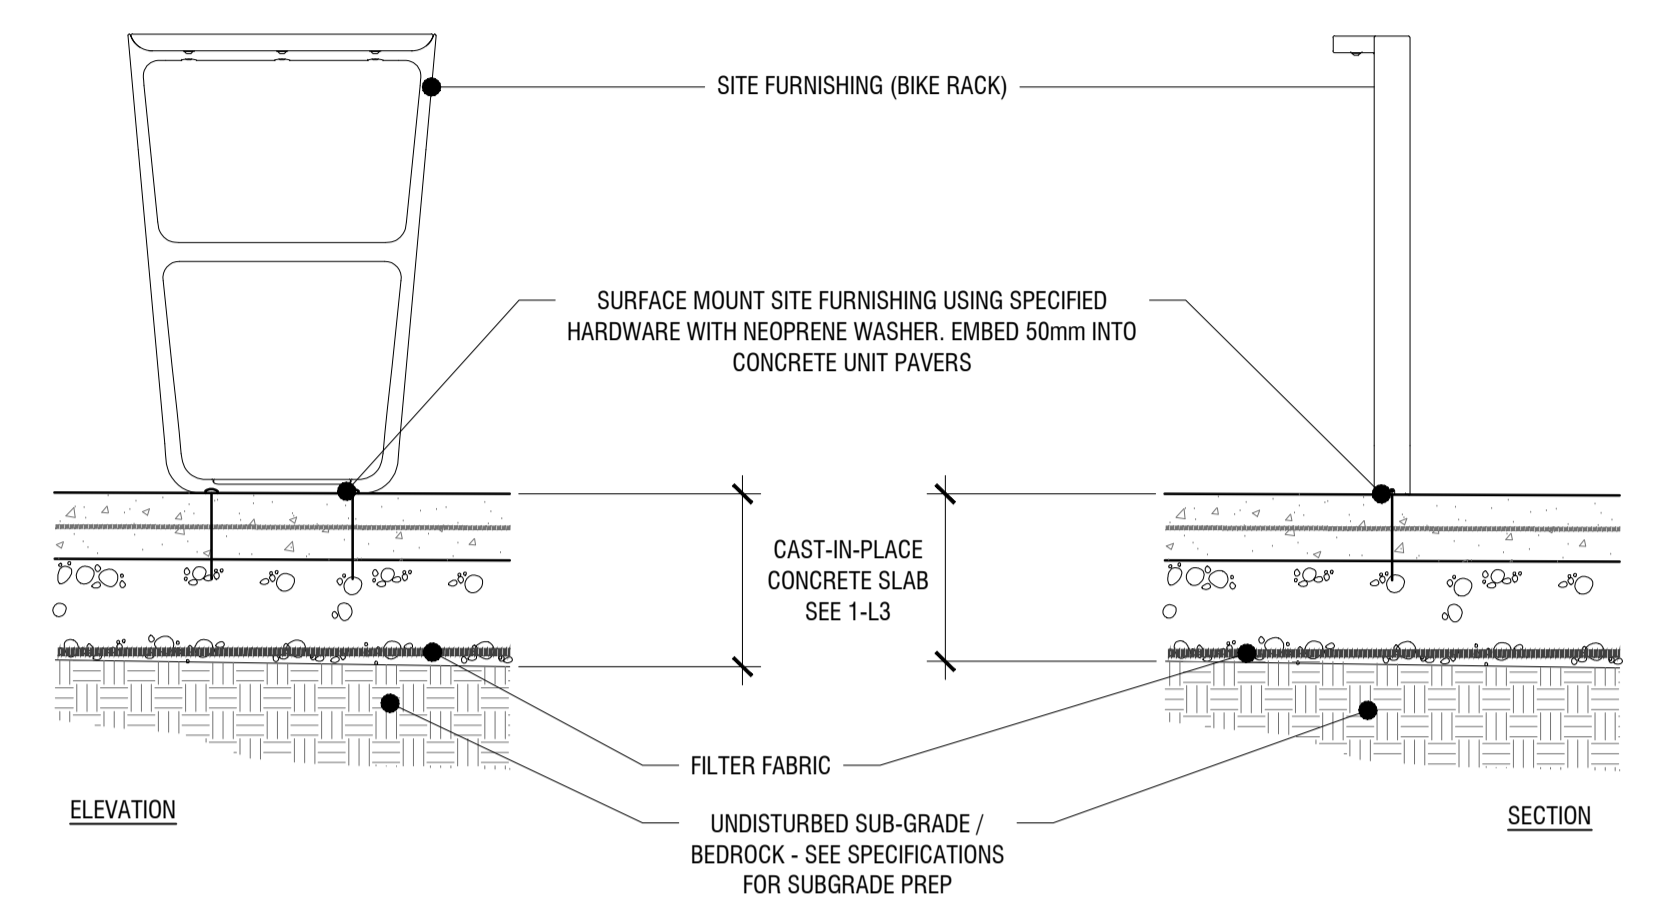 SITE FURNISHING (BIKE RACK)
SURFACE MOUNT SITE FURNISHING USING SPECIFIED
HARDWARE WITH NEOPRENE WASHER. EMBED 50mm INTO
CONCRETE UNIT PAVERS
CAST-IN-PLACE
CONCRETE SLAB
SEE 1-L3
FILTER FABRIC
UNDISTURBED SUB-GRADE /
BEDROCK - SEE SPECIFICATIONS
FOR SUBGRADE PREP
ELEVATION
SECTION